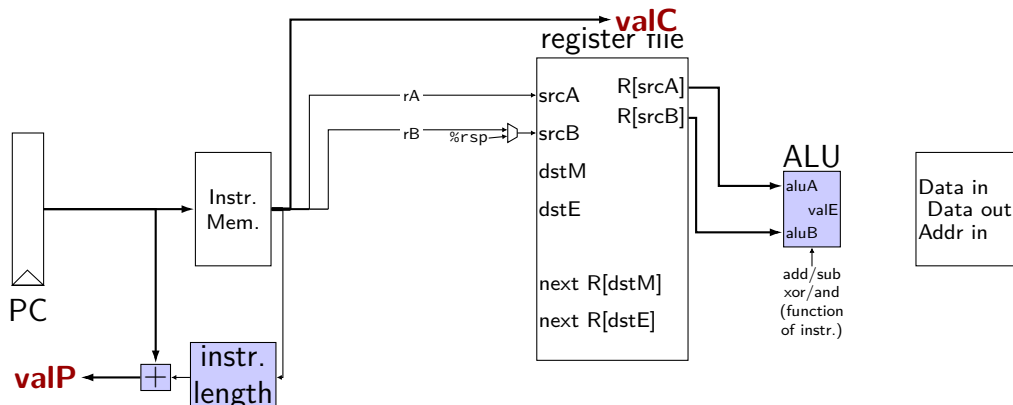 valC
register file
srcA
srcB
dstM
dstE
next R[dstM]
next R[dstE]
R[srcA]
R[srcB]
rA
rB
%rsp
PC
Instr.
Mem.
valP
+
instr.
length
ALU
aluA
valE
aluB
add/sub
xor/and
(function
of instr.)
Data in
Data out
Addr in